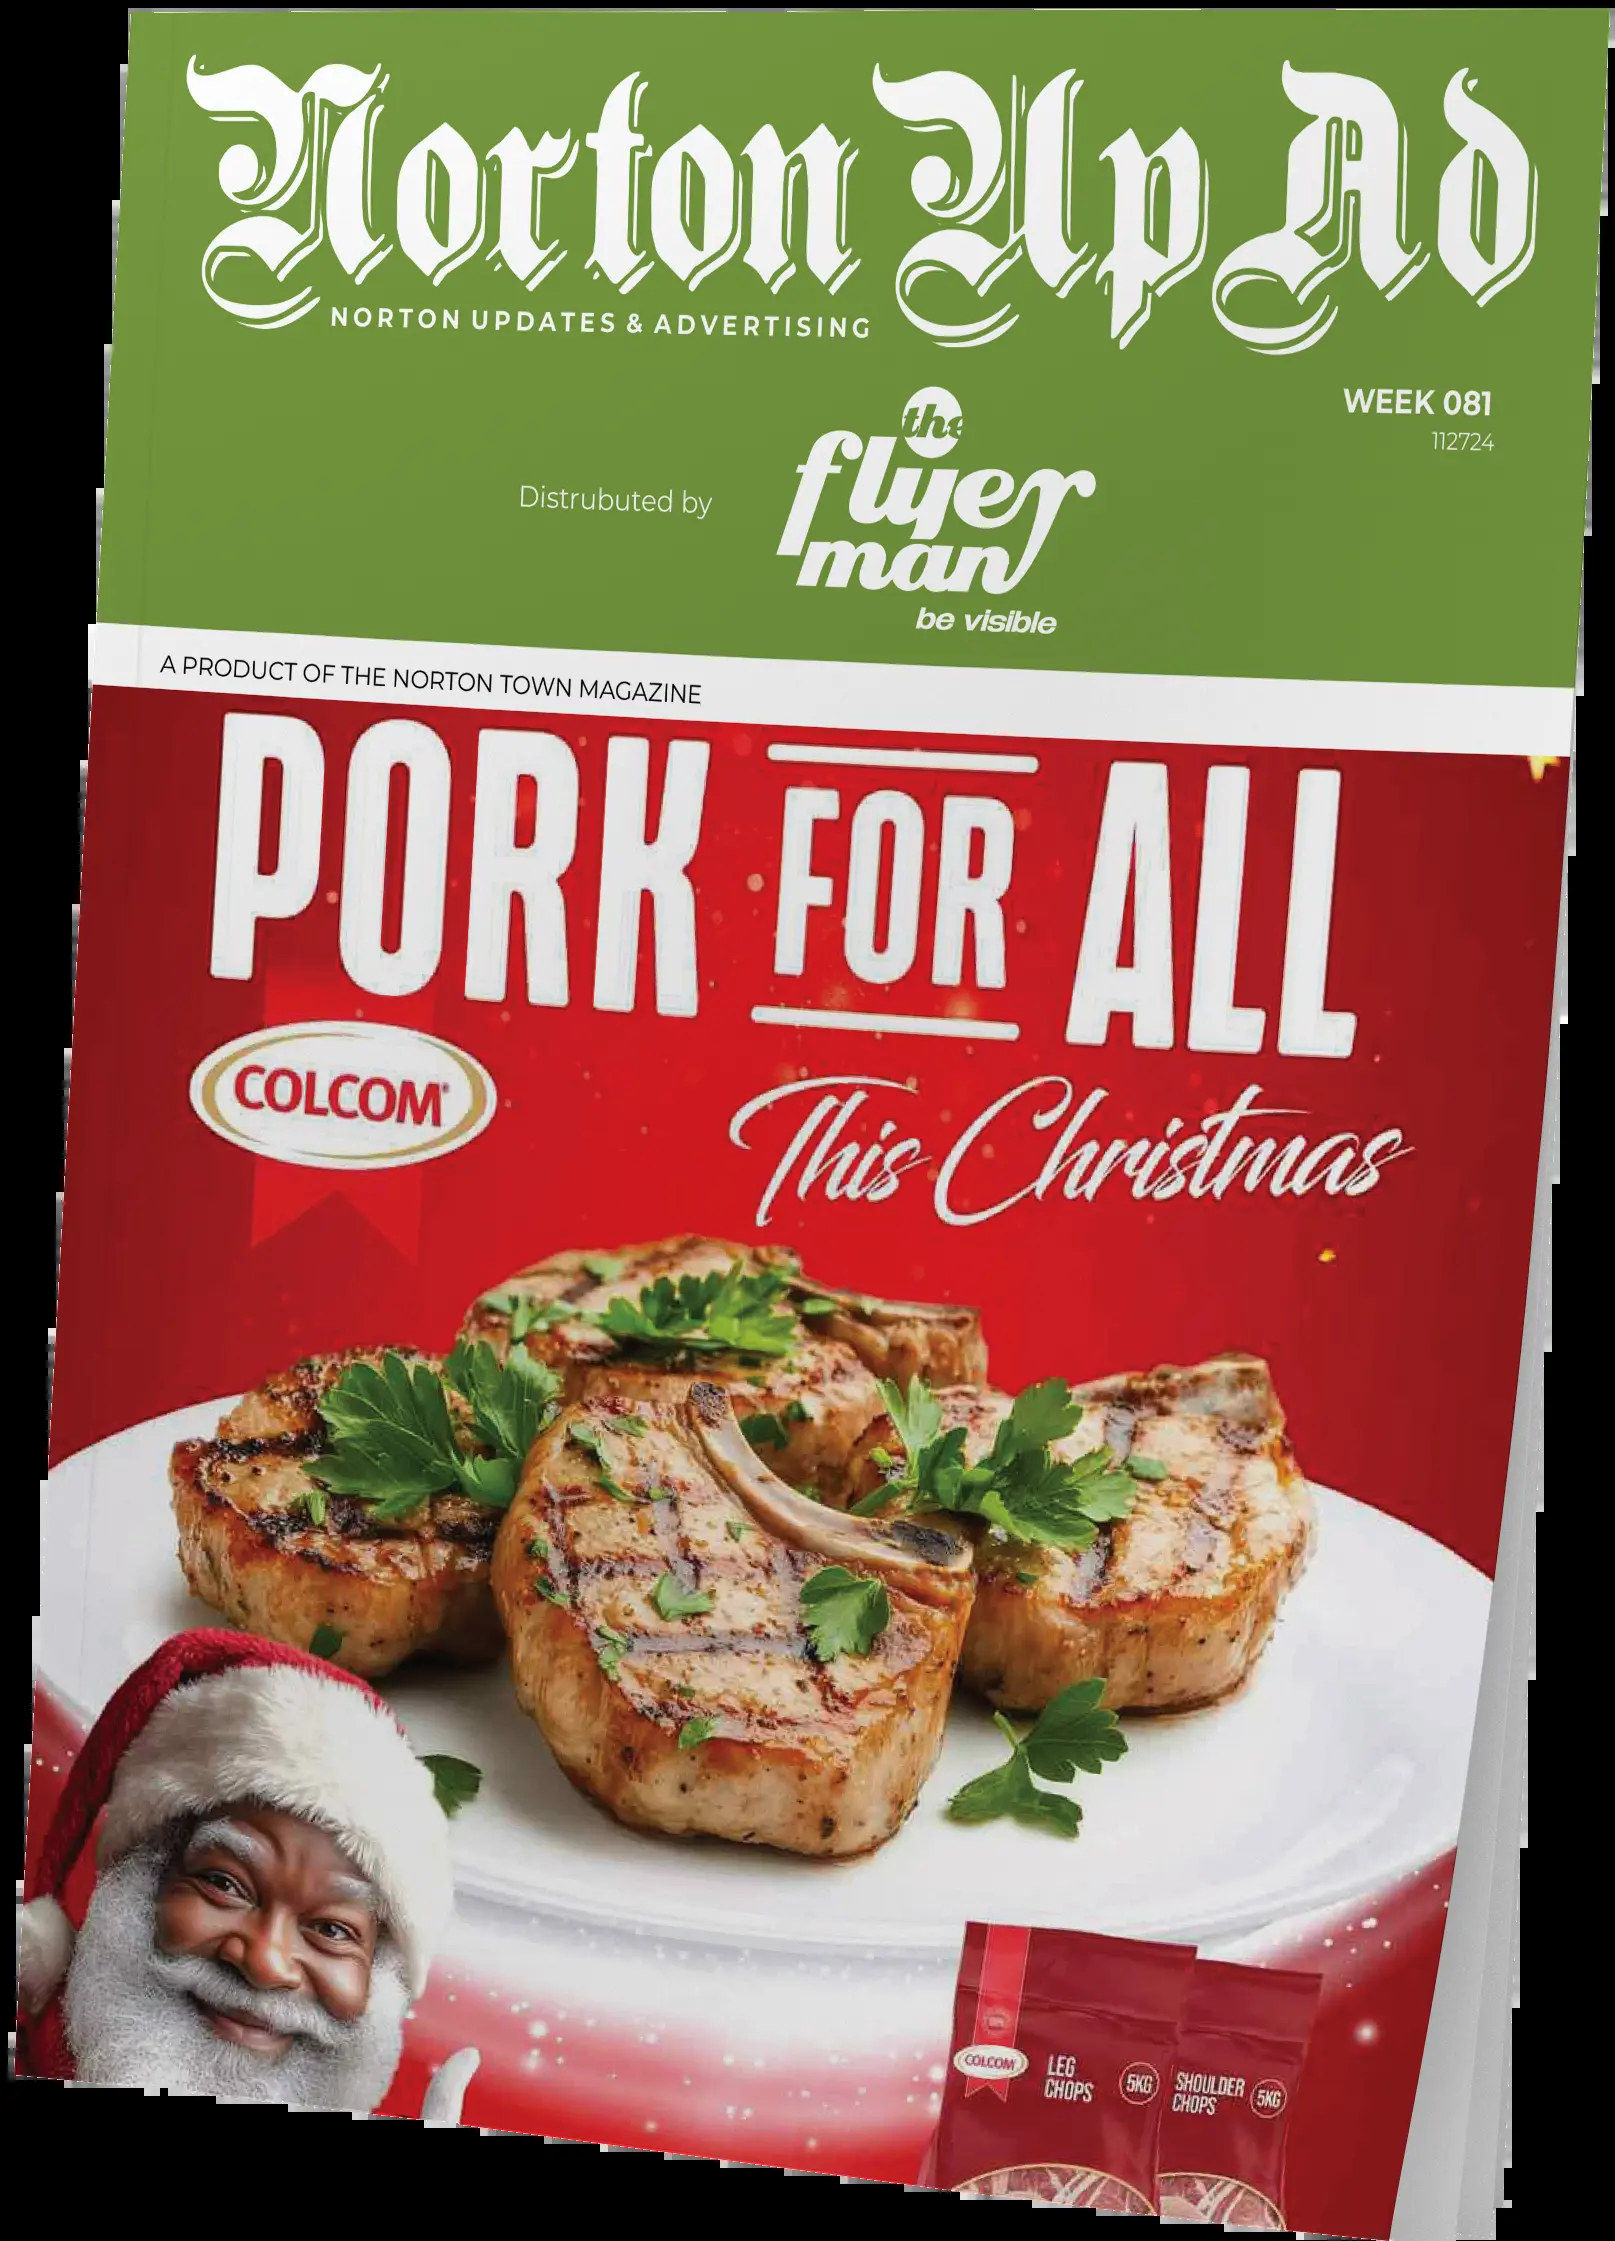 Norton Up Ad
NORTON UPDATES & ADVERTISING
WEEK 081
112724
Distrubuted by
the
flyer
man
be visible
A PRODUCT OF THE NORTON TOWN MAGAZINE
PORK FOR ALL
COLCOM®
This Christmas
COLCOM
LEG
CHOPS
5KG
SHOULDER
CHOPS
5KG